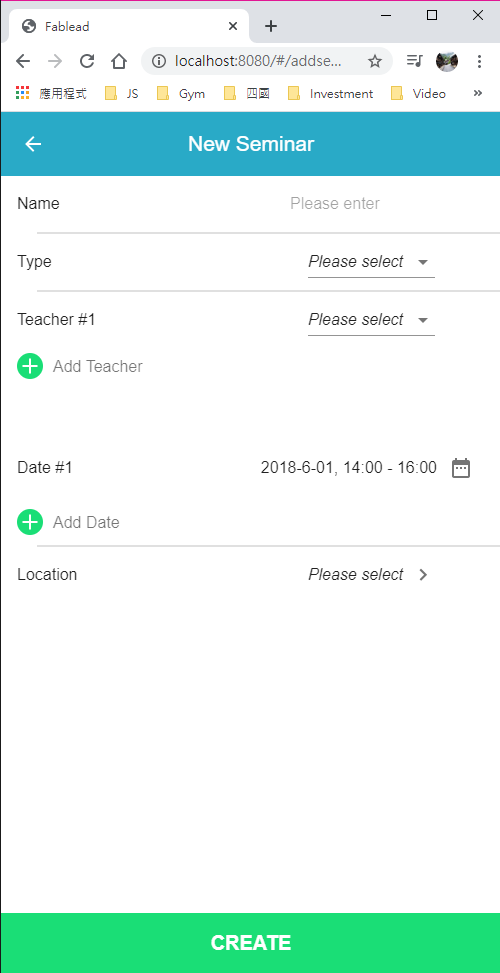 Fablead
localhost:8080/#/addse...
應用程式 JS Gym 四國 Investment Video »
New Seminar
Name Please enter
Type Please select
Teacher #1 Please select
Add Teacher
Date #1 2018-6-01, 14:00 - 16:00
Add Date
Location Please select
CREATE